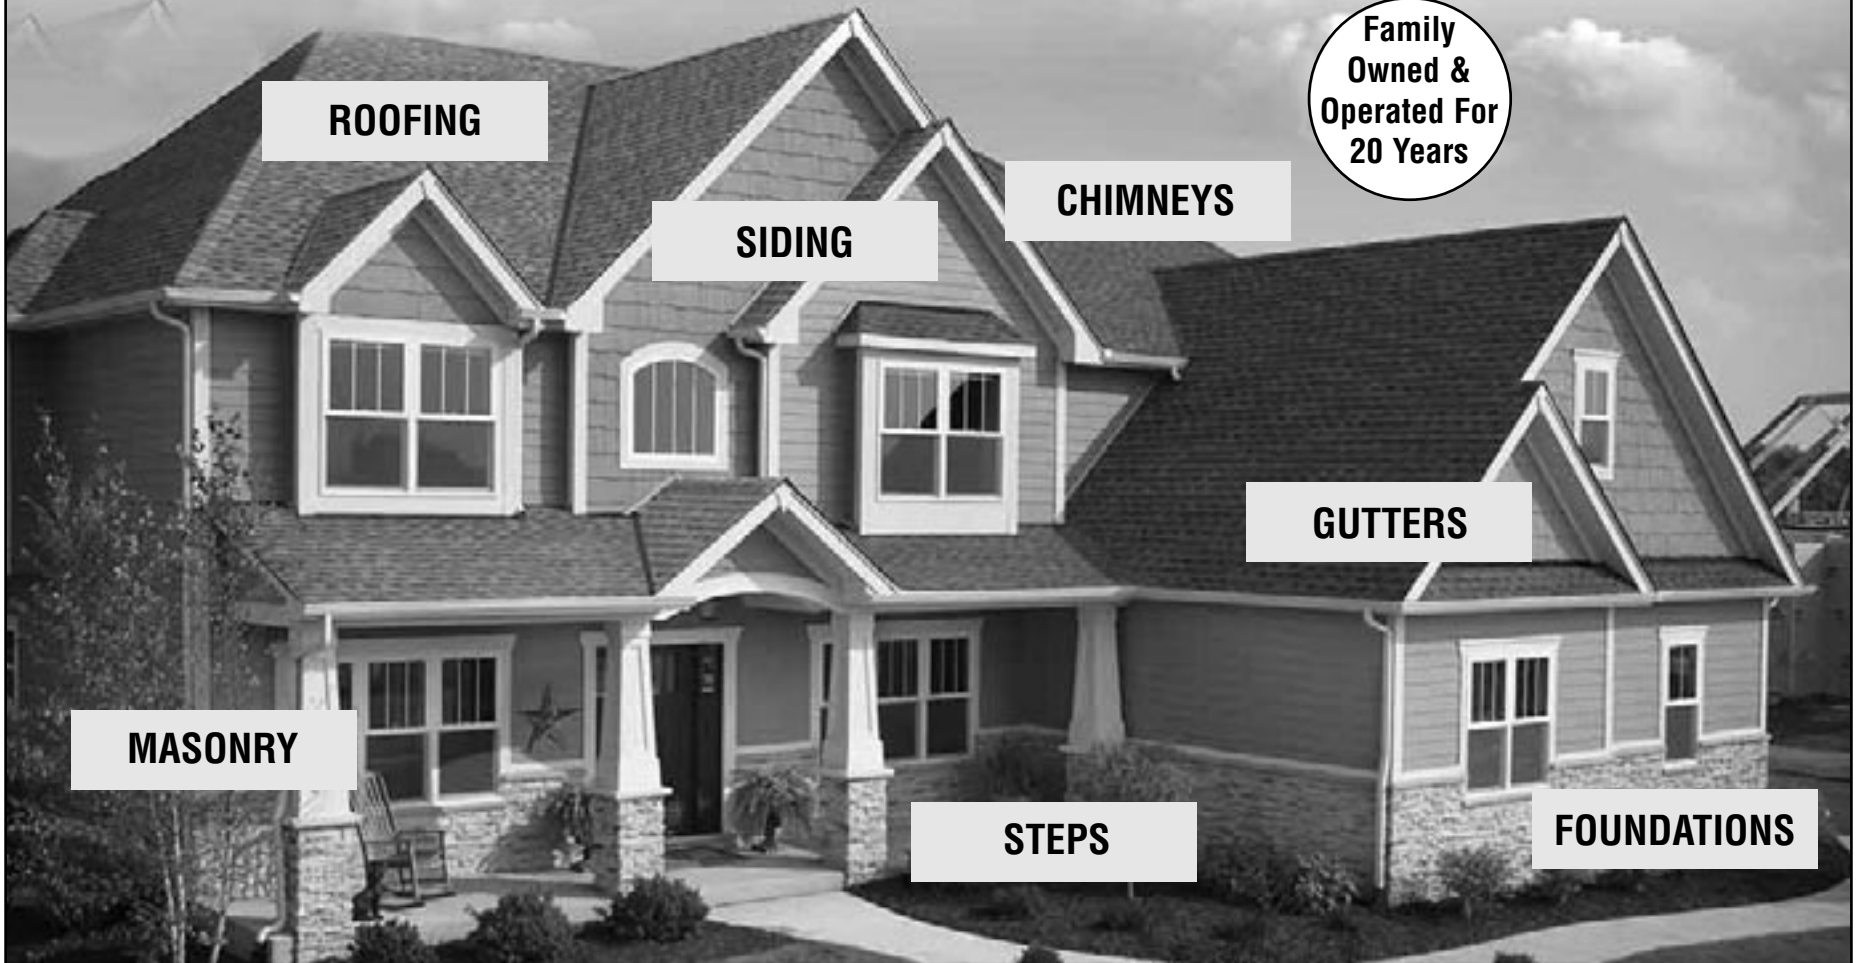 Family
Owned &
Operated For
20 Years
ROOFING
CHIMNEYS
SIDING
GUTTERS
MASONRY
STEPS
FOUNDATIONS